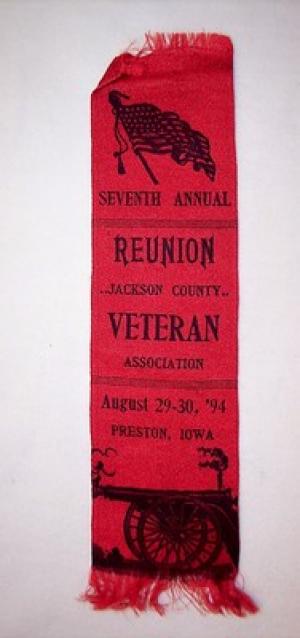 SEVENTH ANNUAL
REUNION
..JACKSON COUNTY..
VETERAN
ASSOCIATION
August 29-30, '94
PRESTON, IOWA